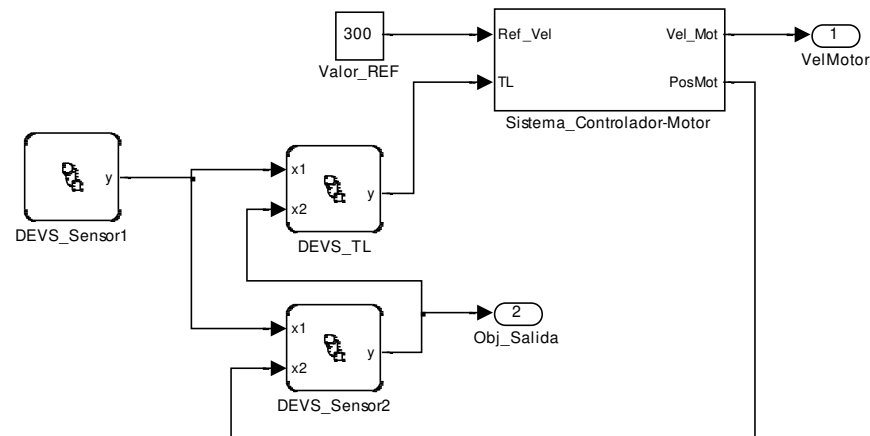 300
Valor_REF
Ref_Vel
TL
Vel_Mot
PosMot
Sistema_Controlador-Motor
1
VelMotor
y
DEVS_Sensor1
x1
x2
y
DEVS_TL
2
Obj_Salida
x1
x2
y
DEVS_Sensor2